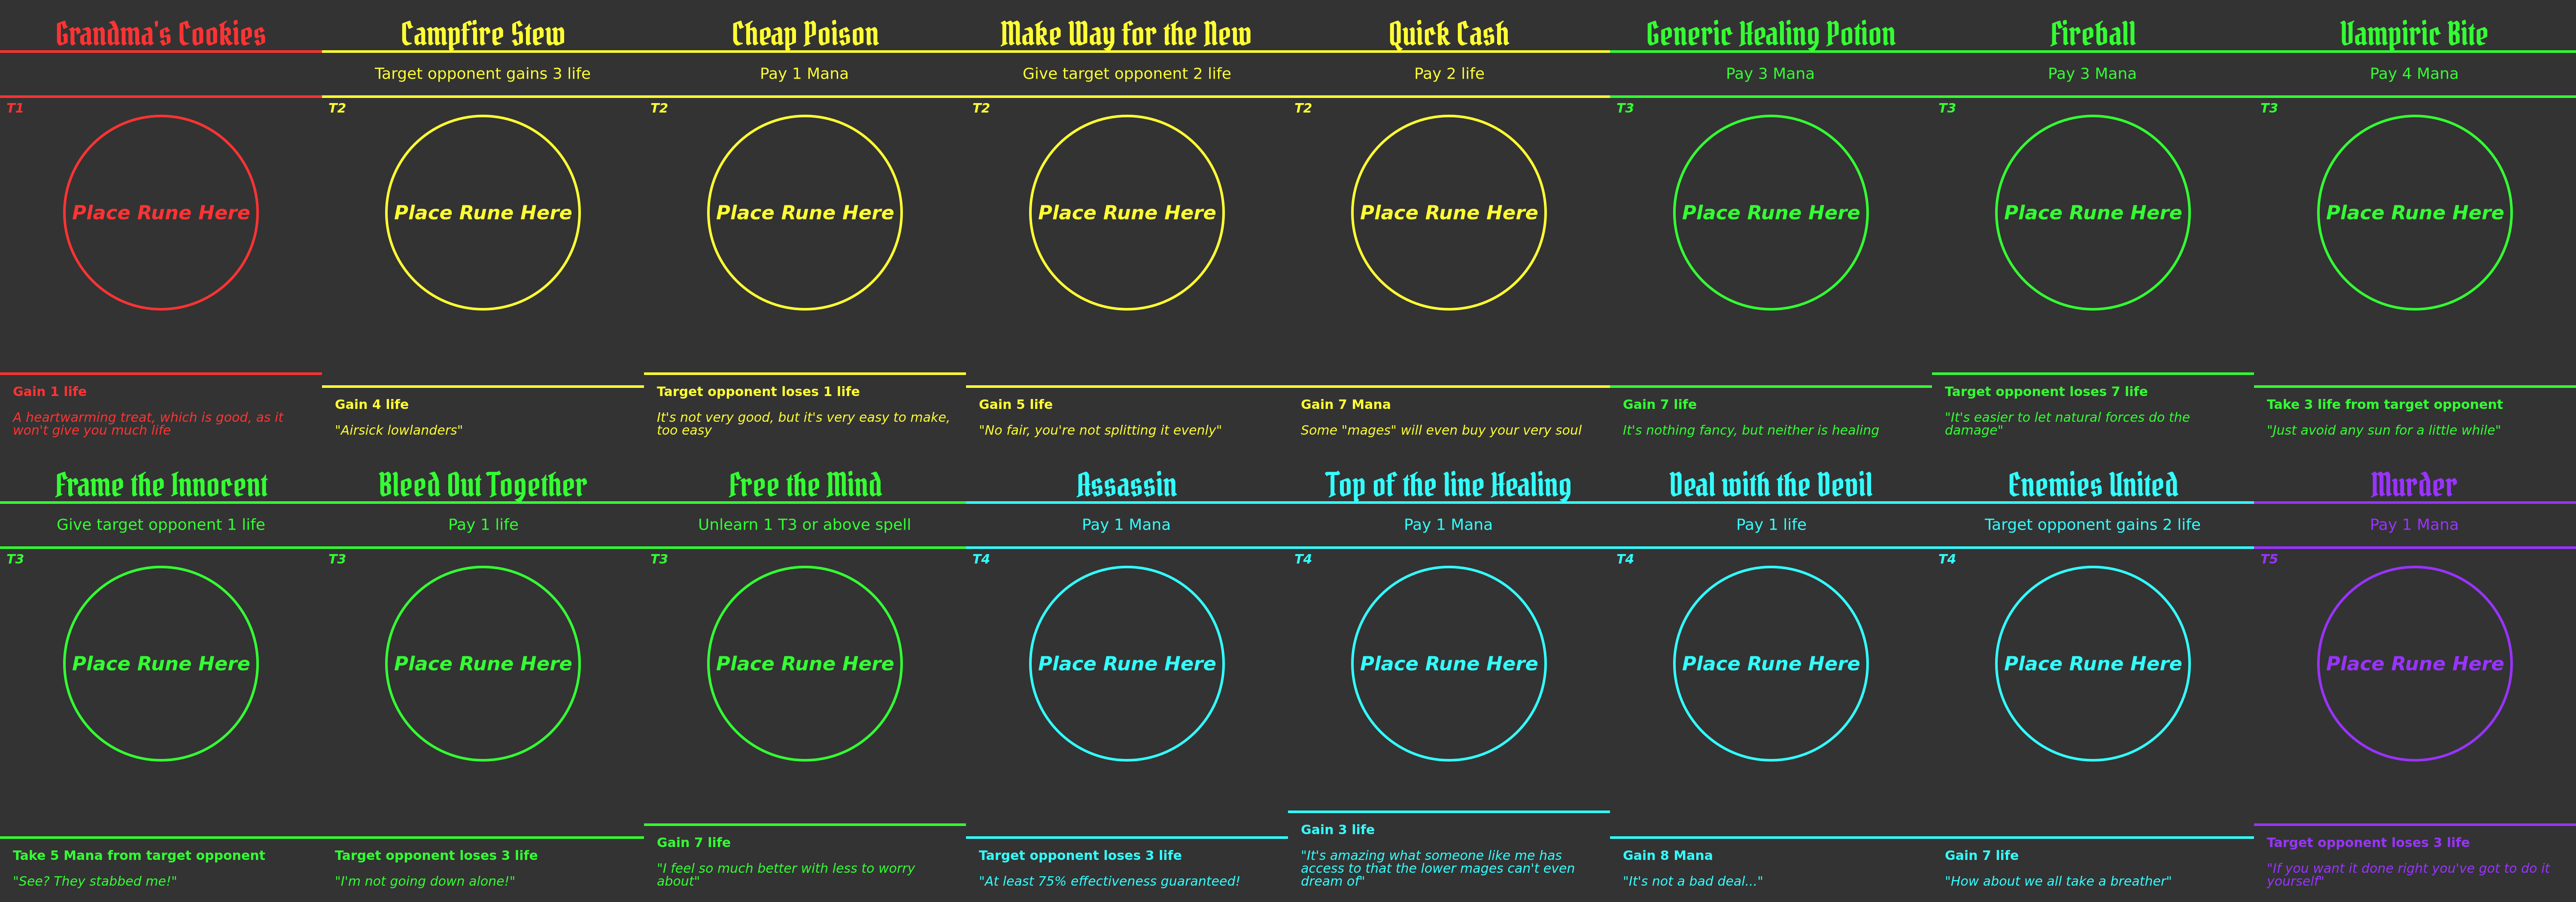 Grandma's Cookies
T1
Place Rune Here
Gain 1 life
A heartwarming treat, which is good, as it
won't give you much life
Campfire Stew
Target opponent gains 3 life
T2
Place Rune Here
Gain 4 life
"Airsick lowlanders"
Cheap Poison
Pay 1 Mana
T2
Place Rune Here
Target opponent loses 1 life
It's not very good, but it's very easy to make,
too easy
Make Way for the New
Give target opponent 2 life
T2
Place Rune Here
Gain 5 life
"No fair, you're not splitting it evenly"
Quick Cash
Pay 2 life
T2
Place Rune Here
Gain 7 Mana
Some "mages" will even buy your very soul
Generic Healing Potion
Pay 3 Mana
T3
Place Rune Here
Gain 7 life
It's nothing fancy, but neither is healing
Fireball
Pay 3 Mana
T3
Place Rune Here
Target opponent loses 7 life
"It's easier to let natural forces do the
damage"
Vampiric Bite
Pay 4 Mana
T3
Place Rune Here
Take 3 life from target opponent
"Just avoid any sun for a little while"
Frame the Innocent
Give target opponent 1 life
T3
Place Rune Here
Take 5 Mana from target opponent
"See? They stabbed me!"
Bleed Out Together
Pay 1 life
T3
Place Rune Here
Target opponent loses 3 life
"I'm not going down alone!"
Free the Mind
Unlearn 1 T3 or above spell
T3
Place Rune Here
Gain 7 life
"I feel so much better with less to worry
about"
Assassin
Pay 1 Mana
T4
Place Rune Here
Target opponent loses 3 life
"At least 75% effectiveness guaranteed!
Top of the line Healing
Pay 1 Mana
T4
Place Rune Here
Gain 3 life
"It's amazing what someone like me has
access to that the lower mages can't even
dream of"
Deal with the Devil
Pay 1 life
T4
Place Rune Here
Gain 8 Mana
"It's not a bad deal..."
Enemies United
Target opponent gains 2 life
T4
Place Rune Here
Gain 7 life
"How about we all take a breather"
Murder
Pay 1 Mana
T5
Place Rune Here
Target opponent loses 3 life
"If you want it done right you've got to do it
yourself"